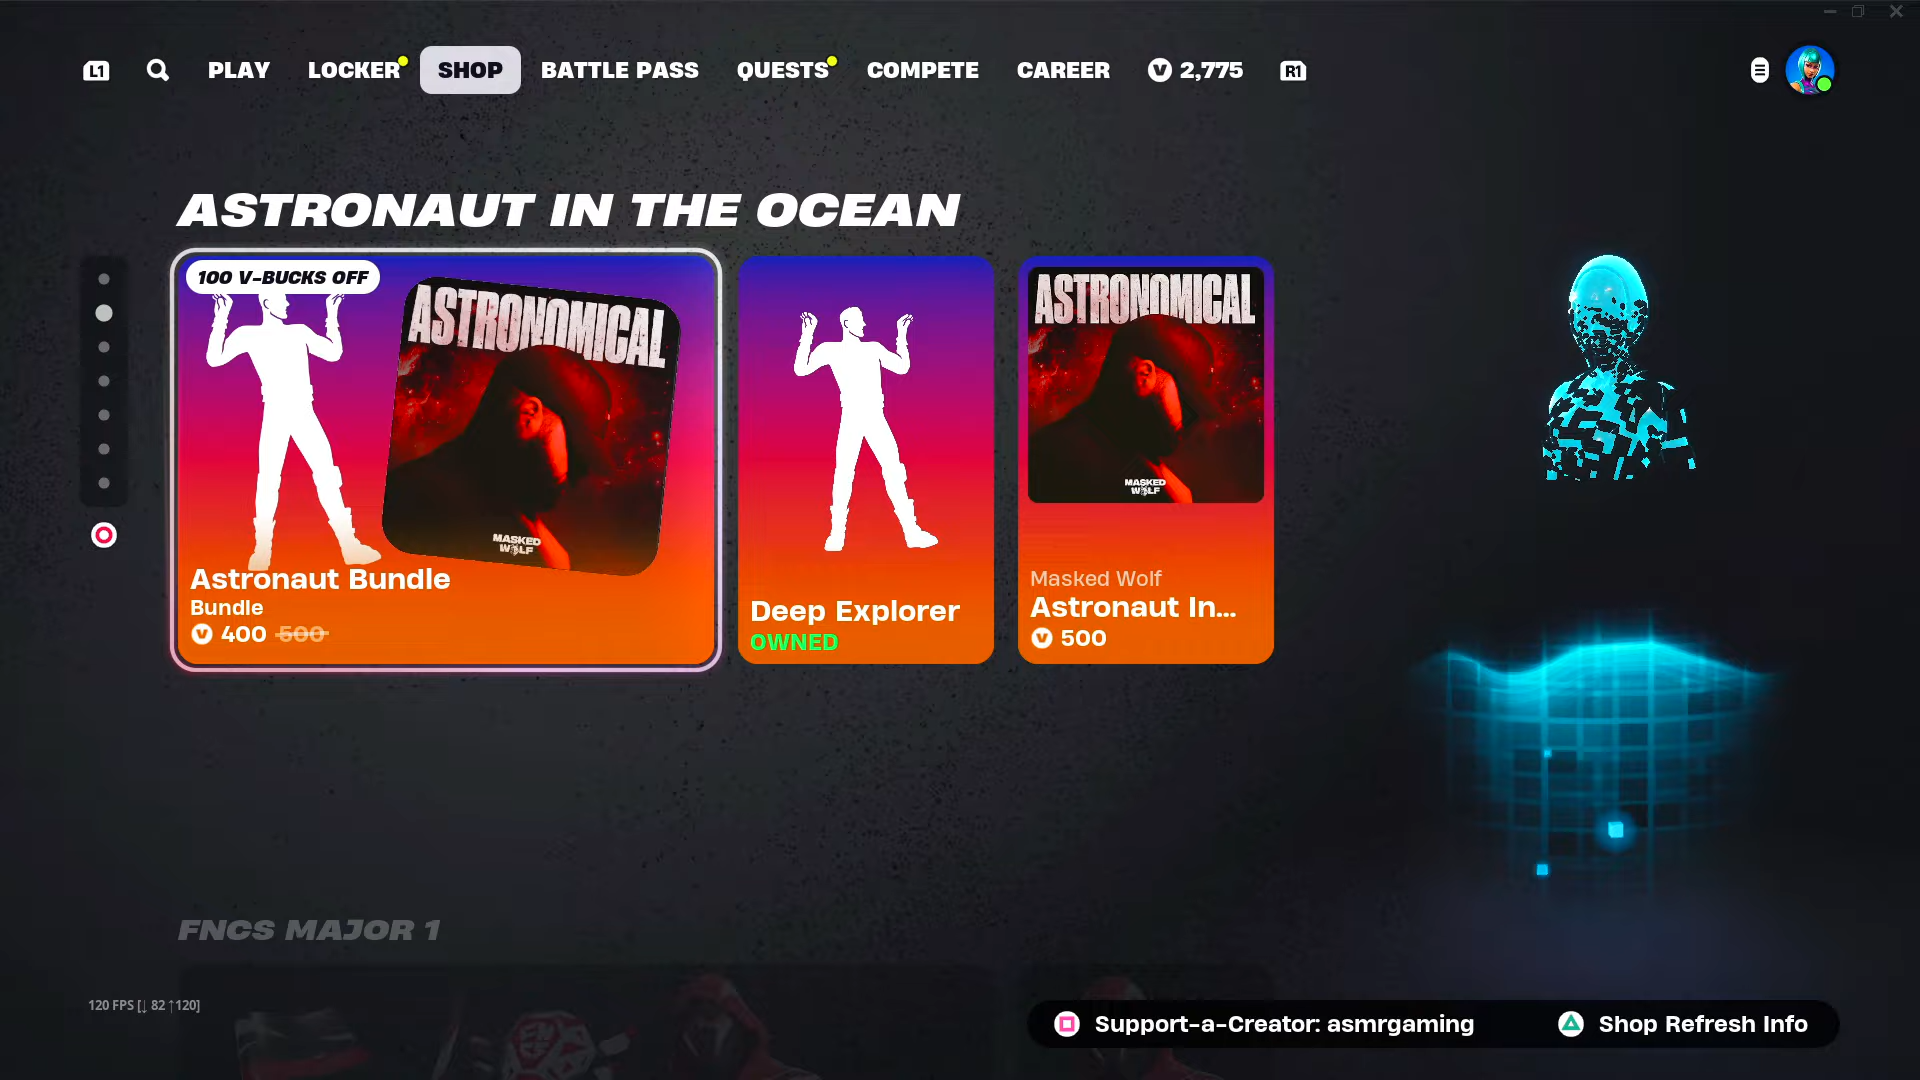 L1
PLAY
LOCKER
SHOP
BATTLE PASS
QUESTS
COMPETE
CAREER
2,775
R1
ASTRONAUT IN THE OCEAN
100 V-BUCKS OFF
ASTRONOMICAL
MASKED
WOLF
Astronaut Bundle
Bundle
400 500
Deep Explorer
OWNED
ASTRONOMICAL
MASKED
WOLF
Masked Wolf
Astronaut In...
500
FNCS MAJOR 1
120 FPS [↓ 82 ↑120]
Support-a-Creator: asmrgaming
Shop Refresh Info